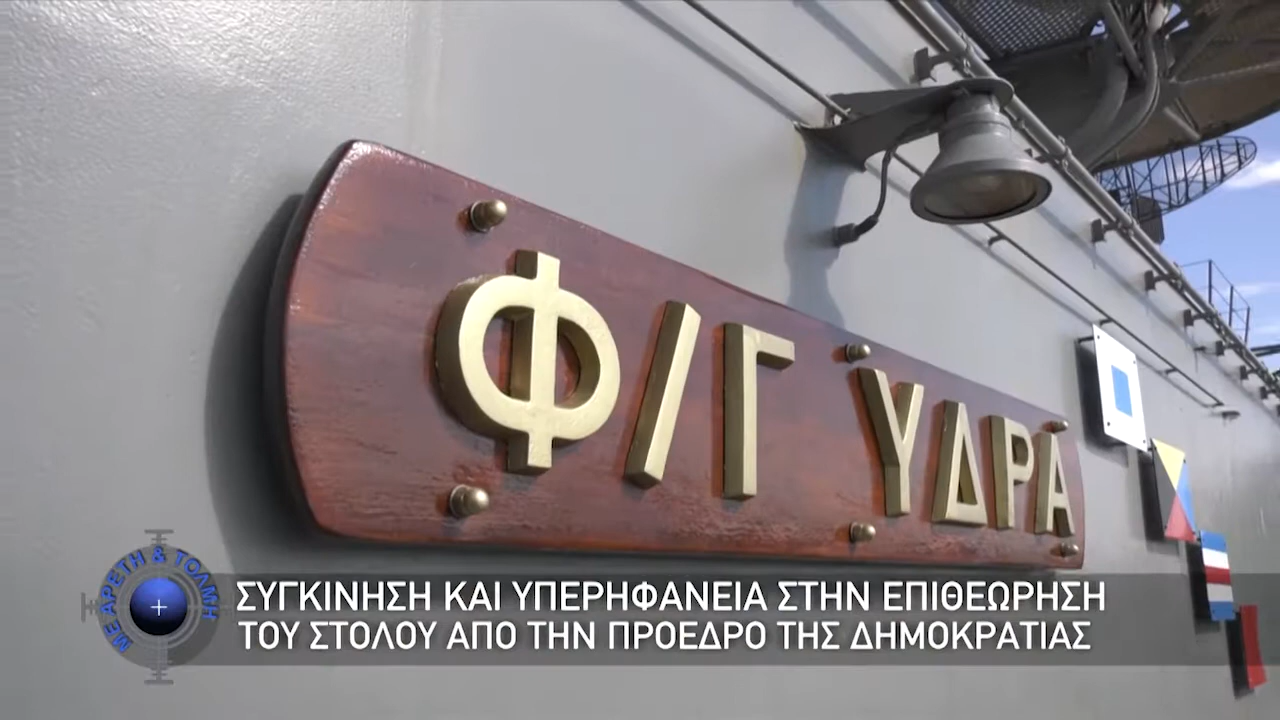 Φ/Γ ΥΔΡΑ
ΜΕ ΑΡΕΤΗ & ΤΟΛΜΗ
ΣΥΓΚΙΝΗΣΗ ΚΑΙ ΥΠΕΡΗΦΑΝΕΙΑ ΣΤΗΝ ΕΠΙΘΕΩΡΗΣΗ
ΤΟΥ ΣΤΟΛΟΥ ΑΠΟ ΤΗΝ ΠΡΟΕΔΡΟ ΤΗΣ ΔΗΜΟΚΡΑΤΙΑΣ